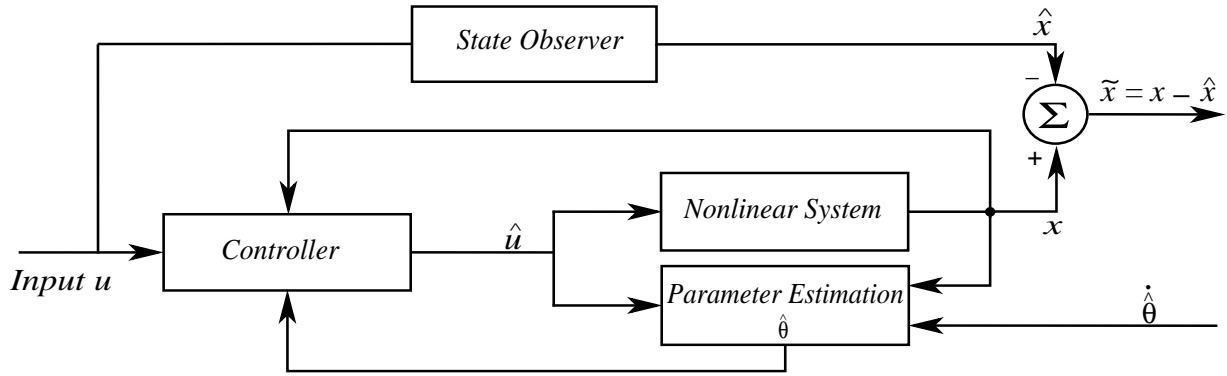 State Observer
x̂
−
x̃ = x – x̂
Σ
+
Nonlinear System
x
Controller
û
Input u
Parameter Estimation
θ̂
θ̂̇